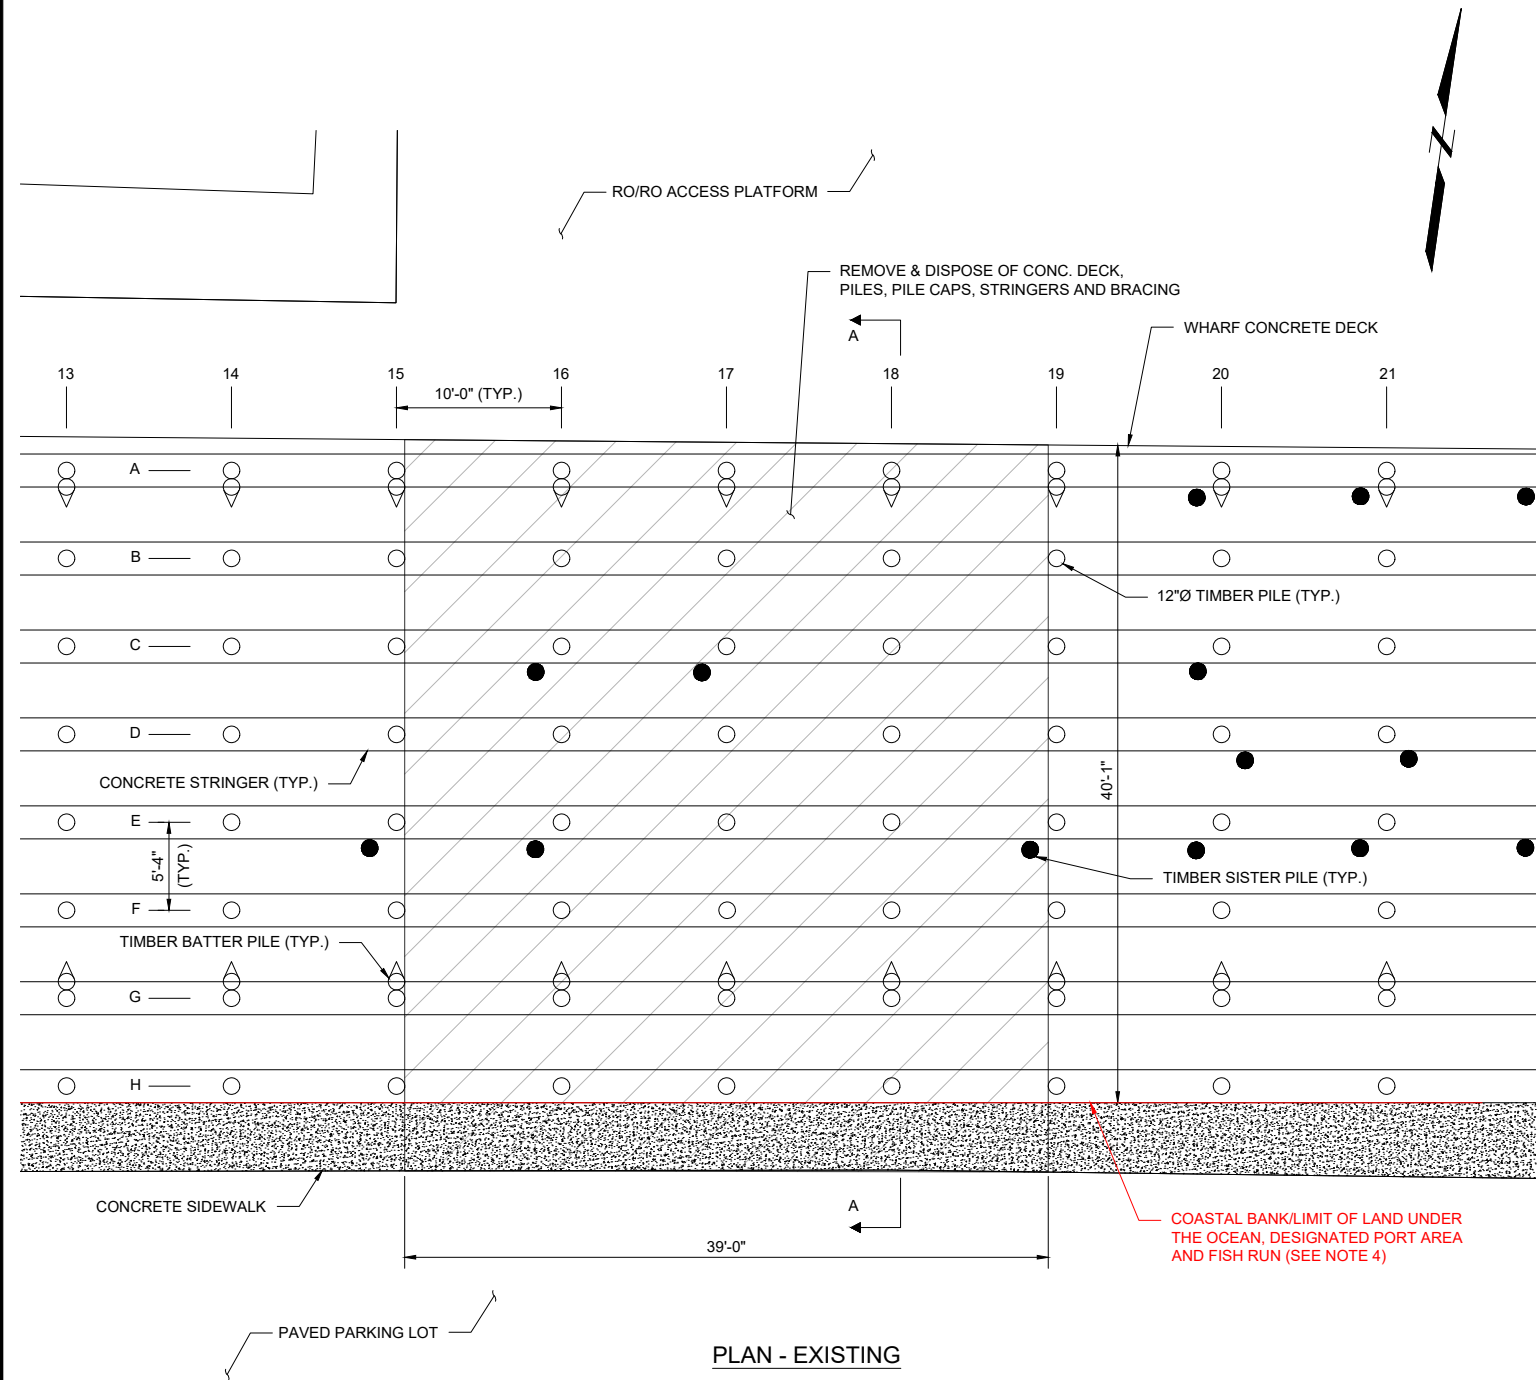 N
RO/RO ACCESS PLATFORM
REMOVE & DISPOSE OF CONC. DECK,
PILES, PILE CAPS, STRINGERS AND BRACING
A
WHARF CONCRETE DECK
13 14 15 16 17 18 19 20 21
10'-0" (TYP.)
A
B
12"Ø TIMBER PILE (TYP.)
C
D
CONCRETE STRINGER (TYP.)
40'-1"
E
5'-4"
(TYP.)
TIMBER SISTER PILE (TYP.)
F
TIMBER BATTER PILE (TYP.)
G
H
CONCRETE SIDEWALK
A
COASTAL BANK/LIMIT OF LAND UNDER
THE OCEAN, DESIGNATED PORT AREA
AND FISH RUN (SEE NOTE 4)
39'-0"
PAVED PARKING LOT
PLAN - EXISTING